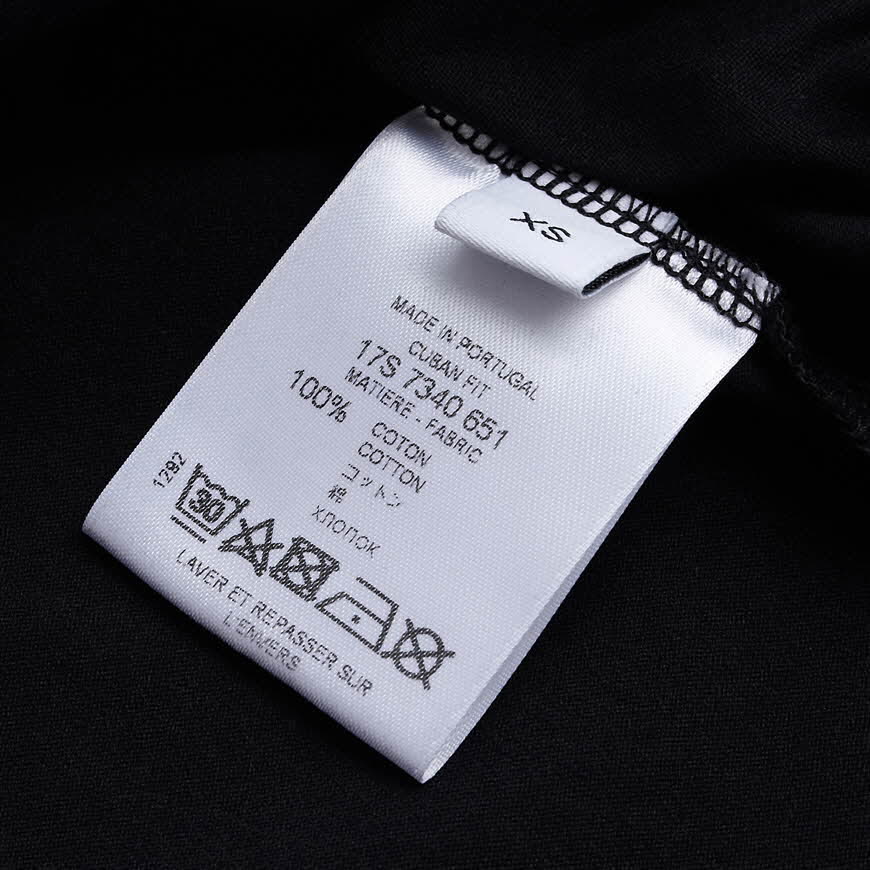 XS
MADE IN PORTUGAL
CUBAN FIT
17S 7340 651
MATIERE - FABRIC
100%
COTON
COTTON
コットン
棉
ХЛОПОК
1292
30
LAVER ET REPASSER SUR
L'ENVERS